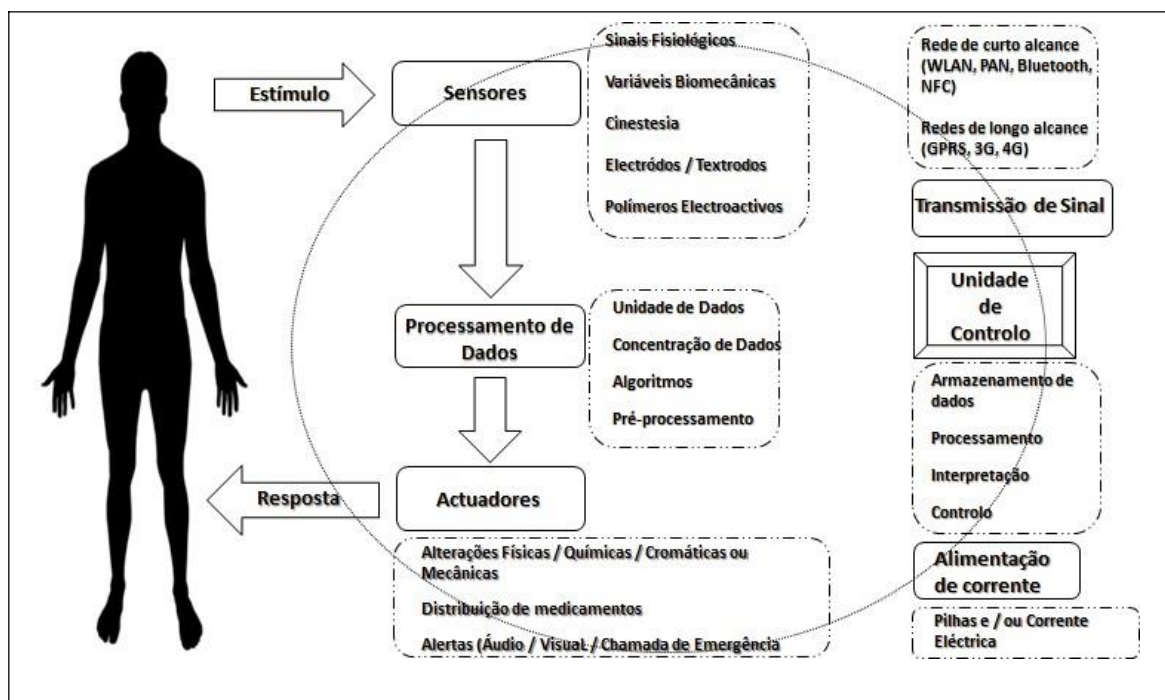 Estímulo
Sensores
Sinais Fisiológicos
Variáveis Biomecânicas
Cinestesia
Electródos / Textrodos
Polímeros Electroactivos
Rede de curto alcance
(WLAN, PAN, Bluetooth,
NFC)
Redes de longo alcance
(GPRS, 3G, 4G)
Transmissão de Sinal
Unidade
de
Controlo
Processamento de
Dados
Unidade de Dados
Concentração de Dados
Algoritmos
Pré-processamento
Armazenamento de
dados
Processamento
Interpretação
Controlo
Resposta
Actuadores
Alterações Físicas / Químicas / Cromáticas ou
Mecânicas
Distribuição de medicamentos
Alertas (Áudio / Visual / Chamada de Emergência
Alimentação
de corrente
Pilhas e / ou Corrente
Eléctrica